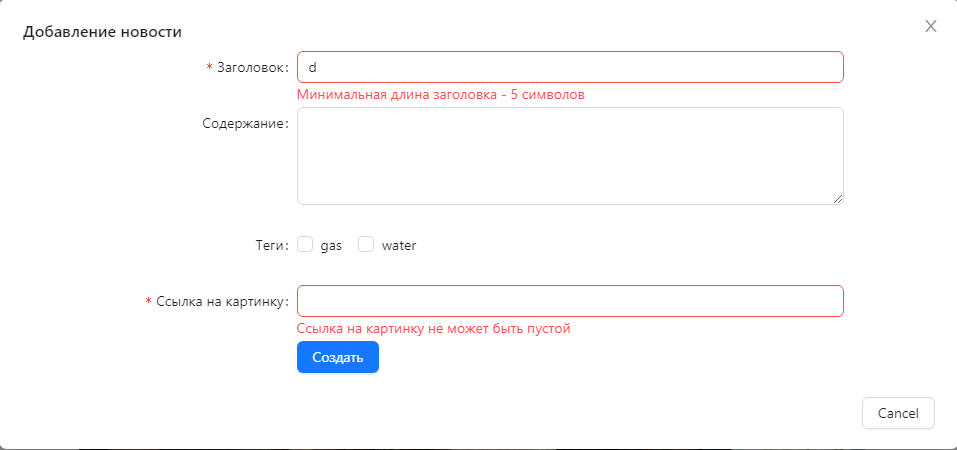 Добавление новости
* Заголовок:
d
Минимальная длина заголовка - 5 символов
Содержание:
Теги: gas water
* Ссылка на картинку:
Ссылка на картинку не может быть пустой
Создать
Cancel